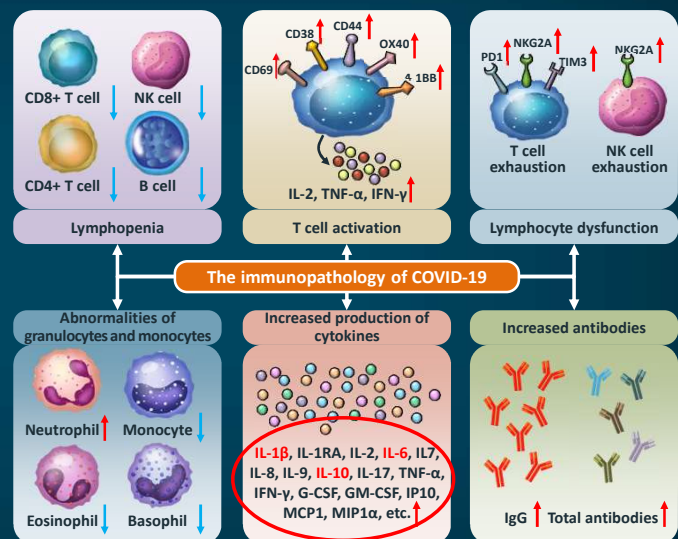 CD8+ T cell
NK cell
CD4+ T cell
B cell
Lymphopenia
CD69
CD38
CD44
OX40
4 1BB
IL-2, TNF-α, IFN-γ
T cell activation
PD1
NKG2A
TIM3
NKG2A
T cell
exhaustion
NK cell
exhaustion
Lymphocyte dysfunction
The immunopathology of COVID-19
Abnormalities of
granulocytes and monocytes
Neutrophil
Monocyte
Eosinophil
Basophil
Increased production of
cytokines
IL-1β, IL-1RA, IL-2, IL-6, IL7,
IL-8, IL-9, IL-10, IL-17, TNF-α,
IFN-γ, G-CSF, GM-CSF, IP10,
MCP1, MIP1α, etc.
Increased antibodies
IgG
Total antibodies